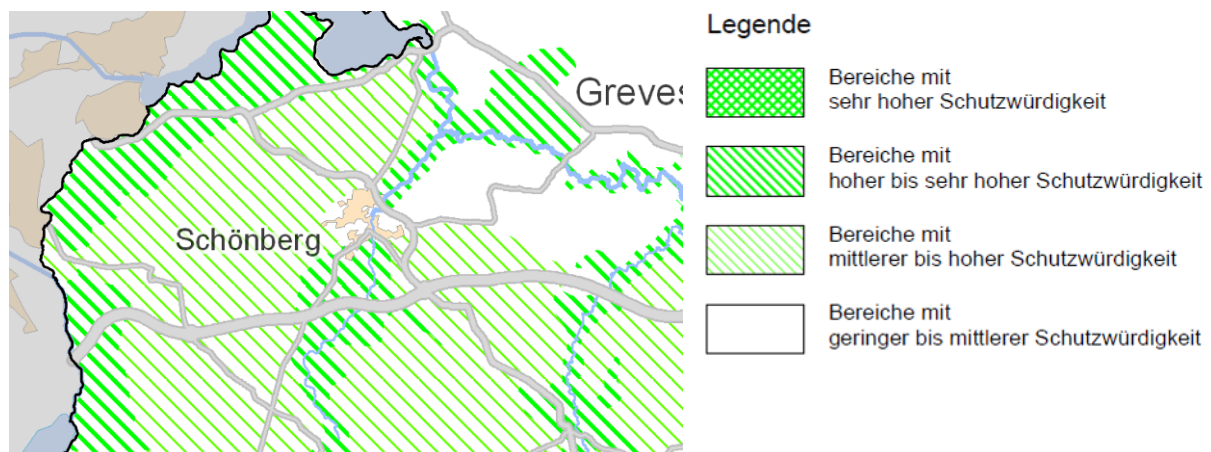 Greves
Schönberg
Legende
Bereiche mit
sehr hoher Schutzwürdigkeit
Bereiche mit
hoher bis sehr hoher Schutzwürdigkeit
Bereiche mit
mittlerer bis hoher Schutzwürdigkeit
Bereiche mit
geringer bis mittlerer Schutzwürdigkeit